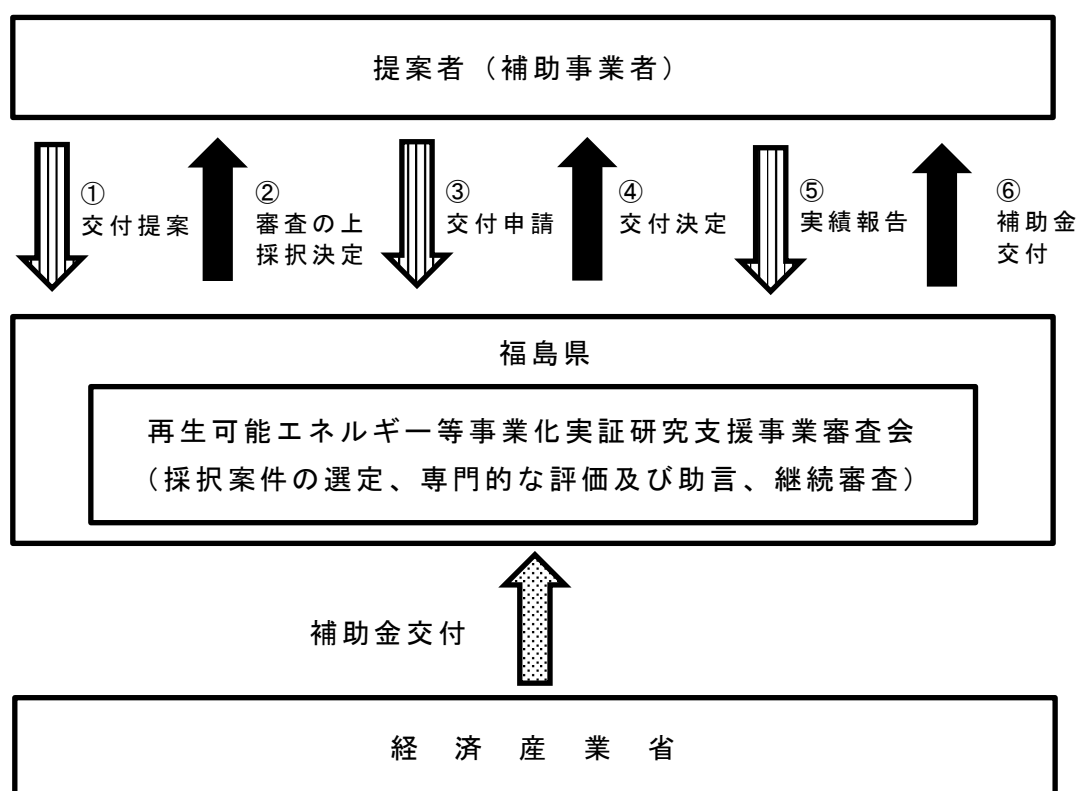 提案者（補助事業者）
①
交付提案
②
審査の上
採択決定
③
交付申請
④
交付決定
⑤
実績報告
⑥
補助金
交付
福島県
再生可能エネルギー等事業化実証研究支援事業審査会
（採択案件の選定、専門的な評価及び助言、継続審査）
補助金交付
経済産業省